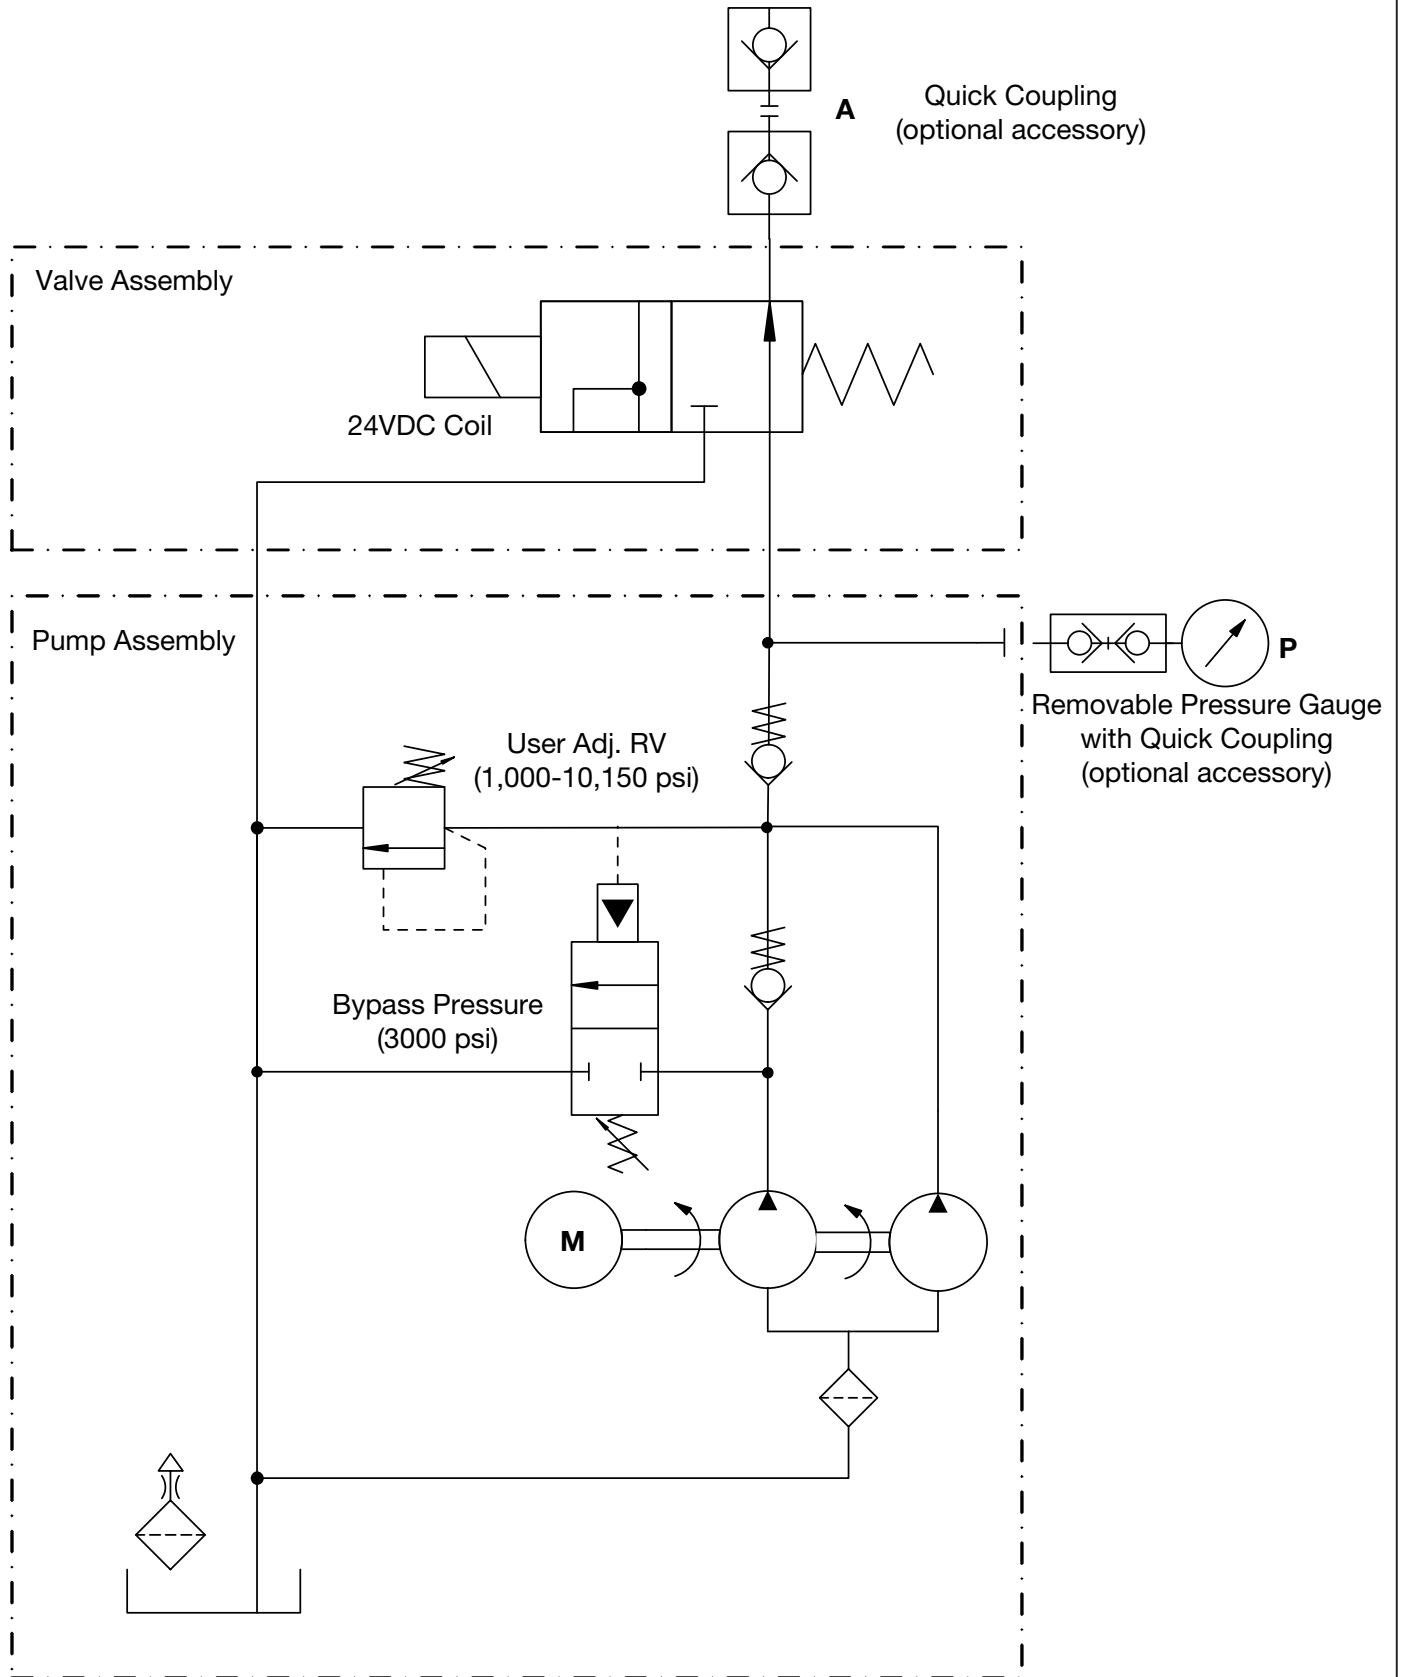 A
Quick Coupling
(optional accessory)
Valve Assembly
24VDC Coil
Pump Assembly
P
Removable Pressure Gauge
with Quick Coupling
(optional accessory)
User Adj. RV
(1,000-10,150 psi)
Bypass Pressure
(3000 psi)
M